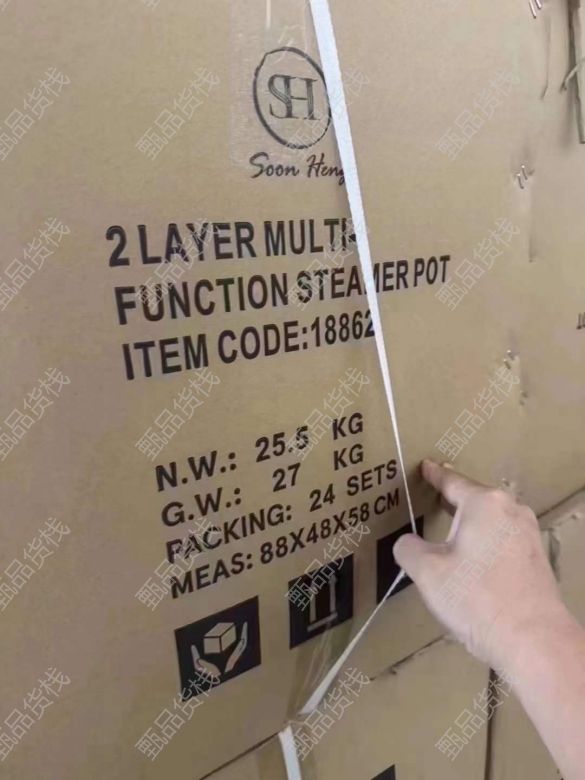 SH
Soon Heng
2 LAYER MULTI-
FUNCTION STEAMER POT
ITEM CODE:18862
N.W.: 25.5 KG
G.W.: 27 KG
PACKING: 24 SETS
MEAS: 88X48X58 CM
甄品货栈